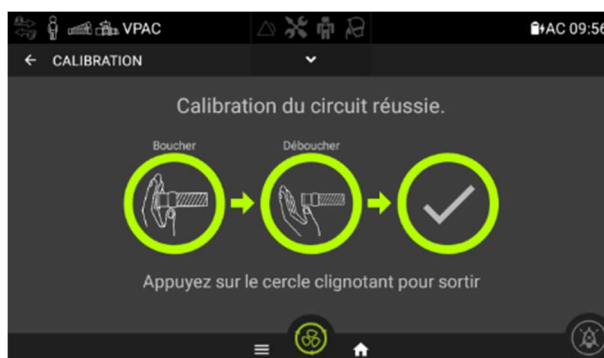 VPAC
AC 09:56
CALIBRATION
Calibration du circuit réussie.
Boucher
Déboucher
Appuyez sur le cercle clignotant pour sortir